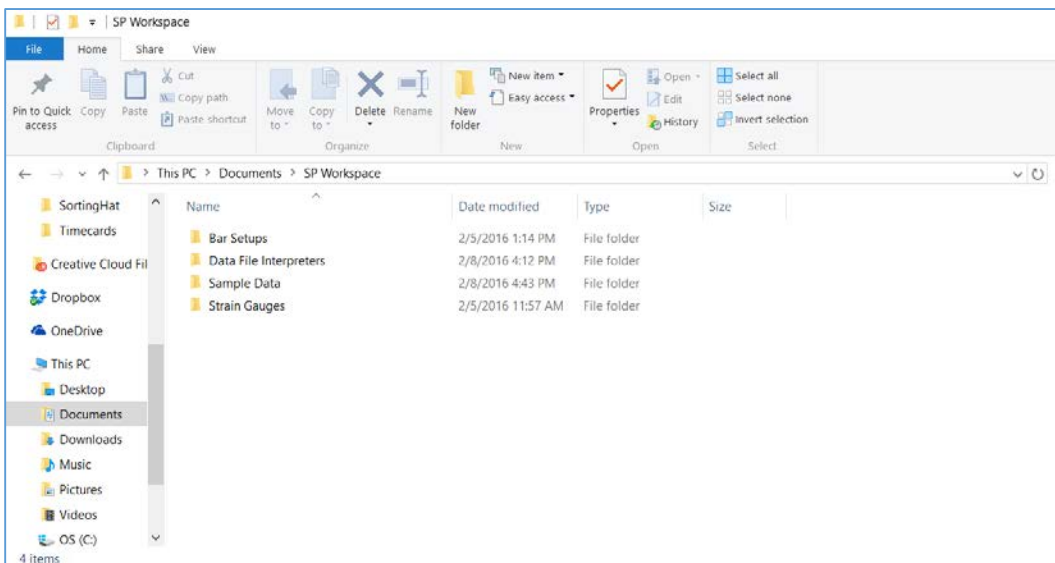 SP Workspace
File Home Share View
Pin to Quick access
Copy
Paste
Cut
Copy path
Paste shortcut
Clipboard
Move to
Copy to
Delete
Rename
Organize
New folder
New item
Easy access
New
Properties
Open
Edit
History
Open
Select all
Select none
Invert selection
Select
This PC > Documents > SP Workspace
SortingHat
Timecards
Creative Cloud Fil
Dropbox
OneDrive
This PC
Desktop
Documents
Downloads
Music
Pictures
Videos
OS (C:)
Name Date modified Type Size
Bar Setups 2/5/2016 1:14 PM File folder
Data File Interpreters 2/8/2016 4:12 PM File folder
Sample Data 2/8/2016 4:43 PM File folder
Strain Gauges 2/5/2016 11:57 AM File folder
4 items